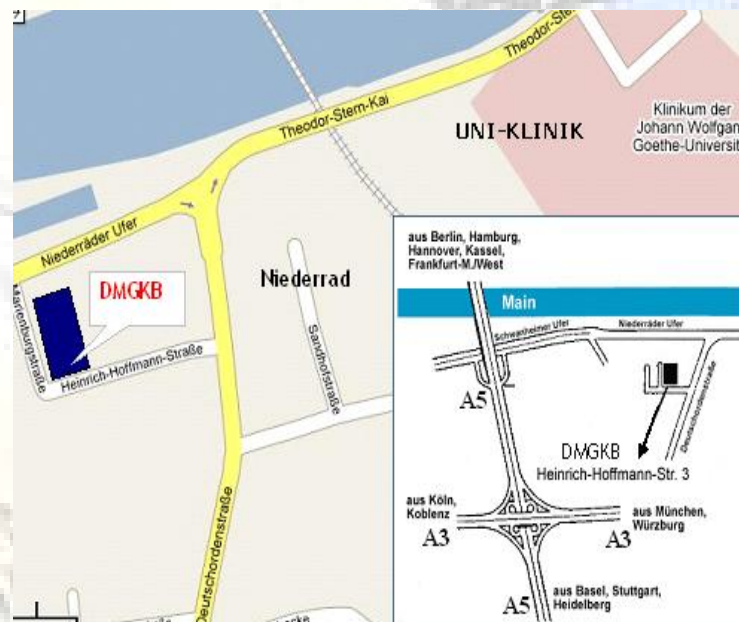 Theodor-Stern-Kai
UNI-KLINIK
Klinikum der
Johann Wolfgan
Goethe-Universit
Niederräder Ufer
DMGKB
Niederrad
Marienburgstraße
Heinrich-Hoffmann-Straße
Sandhofstraße
Deutschordenstraße
aus Berlin, Hamburg,
Hannover, Kassel,
Frankfurt-M./West
Main
Schwanheimer Ufer
Niederräder Ufer
A5
Deutschordenstraße
DMGKB
Heinrich-Hoffmann-Str. 3
aus Köln,
Koblenz
A3
aus München,
Würzburg
A3
aus Basel, Stuttgart,
Heidelberg
A5